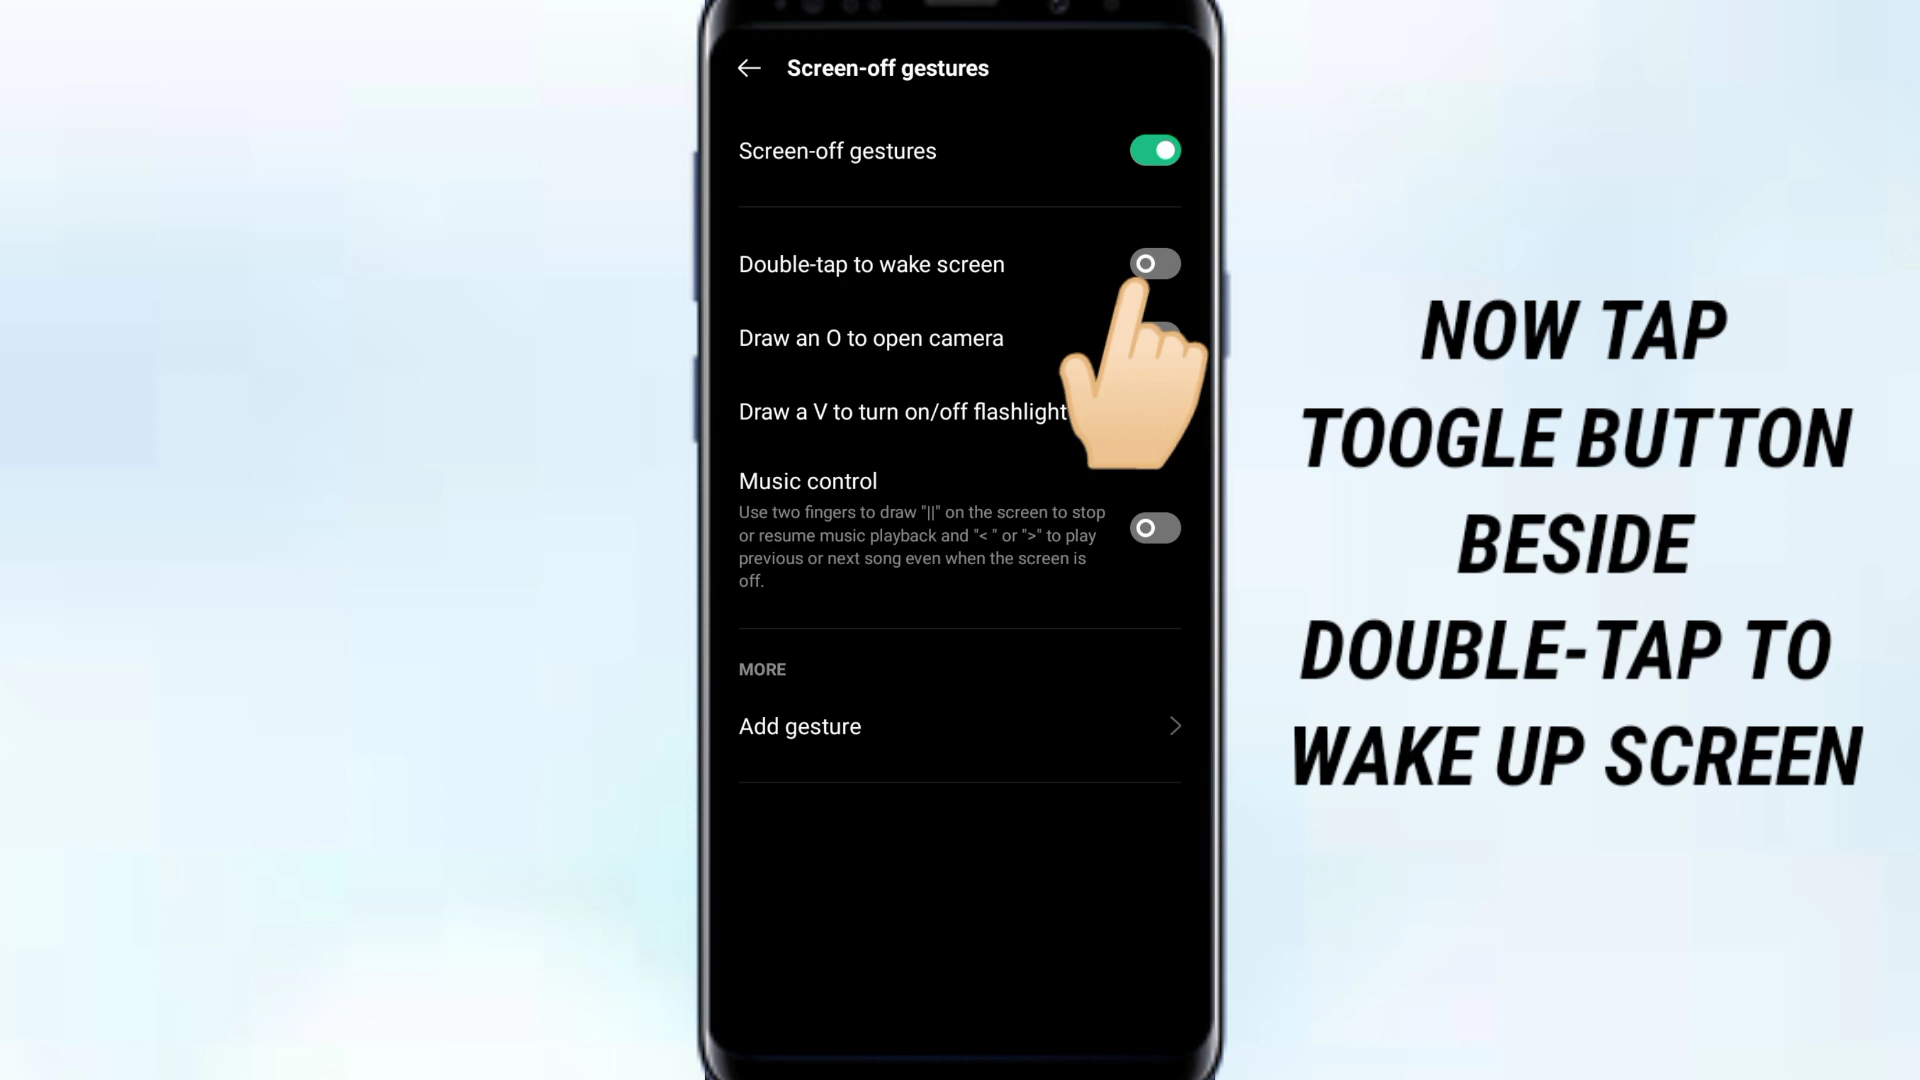 Screen-off gestures
Screen-off gestures
Double-tap to wake screen
Draw an O to open camera
Draw a V to turn on/off flashlight
Music control
Use two fingers to draw "||" on the screen to stop
or resume music playback and "< " or ">" to play
previous or next song even when the screen is
off.
MORE
Add gesture
NOW TAP
TOOGLE BUTTON
BESIDE
DOUBLE-TAP TO
WAKE UP SCREEN